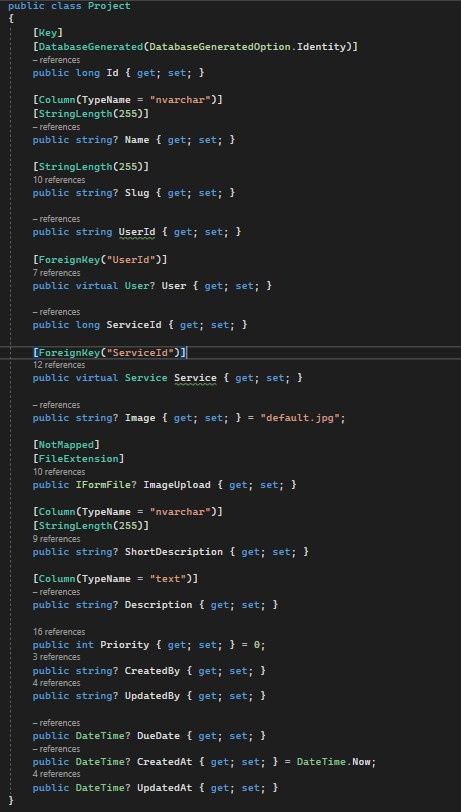 public class Project
{
[Key]
[DatabaseGenerated(DatabaseGeneratedOption.Identity)]
– references
public long Id { get; set; }
[Column(TypeName = "nvarchar")]
[StringLength(255)]
– references
public string? Name { get; set; }
[StringLength(255)]
10 references
public string? Slug { get; set; }
– references
public string UserId { get; set; }
[ForeignKey("UserId")]
7 references
public virtual User? User { get; set; }
– references
public long ServiceId { get; set; }
[ForeignKey("ServiceId")]
12 references
public virtual Service Service { get; set; }
– references
public string? Image { get; set; } = "default.jpg";
[NotMapped]
[FileExtension]
10 references
public IFormFile? ImageUpload { get; set; }
[Column(TypeName = "nvarchar")]
[StringLength(255)]
9 references
public string? ShortDescription { get; set; }
[Column(TypeName = "text")]
– references
public string? Description { get; set; }
16 references
public int Priority { get; set; } = 0;
3 references
public string? CreatedBy { get; set; }
4 references
public string? UpdatedBy { get; set; }
– references
public DateTime? DueDate { get; set; }
– references
public DateTime? CreatedAt { get; set; } = DateTime.Now;
4 references
public DateTime? UpdatedAt { get; set; }
}